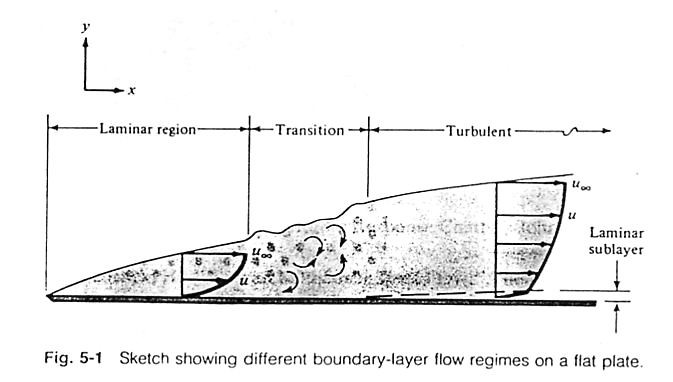 y
x
Laminar region Transition Turbulent
u∞
u
Laminar
sublayer
u∞
u
Fig. 5-1 Sketch showing different boundary-layer flow regimes on a flat plate.